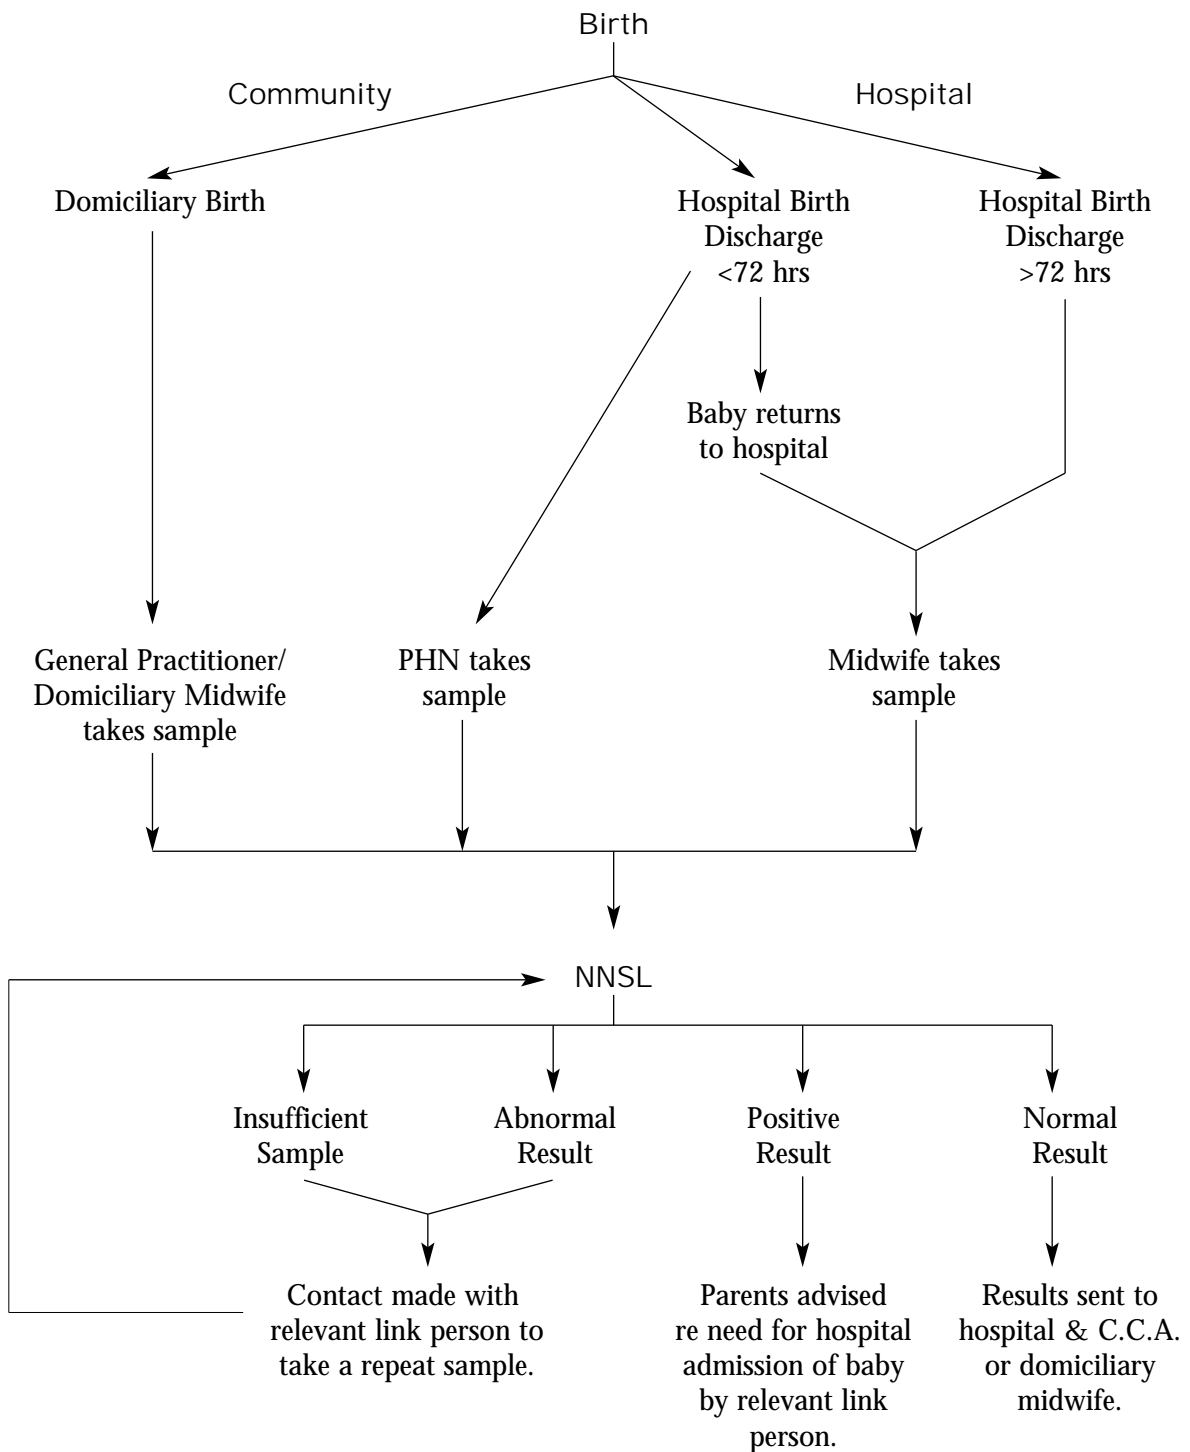 Birth
Community
Hospital
Domiciliary Birth
Hospital Birth
Discharge
<72 hrs
Hospital Birth
Discharge
>72 hrs
Baby returns
to hospital
General Practitioner/
Domiciliary Midwife
takes sample
PHN takes
sample
Midwife takes
sample
NNSL
Insufficient
Sample
Abnormal
Result
Positive
Result
Normal
Result
Contact made with
relevant link person to
take a repeat sample.
Parents advised
re need for hospital
admission of baby
by relevant link
person.
Results sent to
hospital & C.C.A.
or domiciliary
midwife.